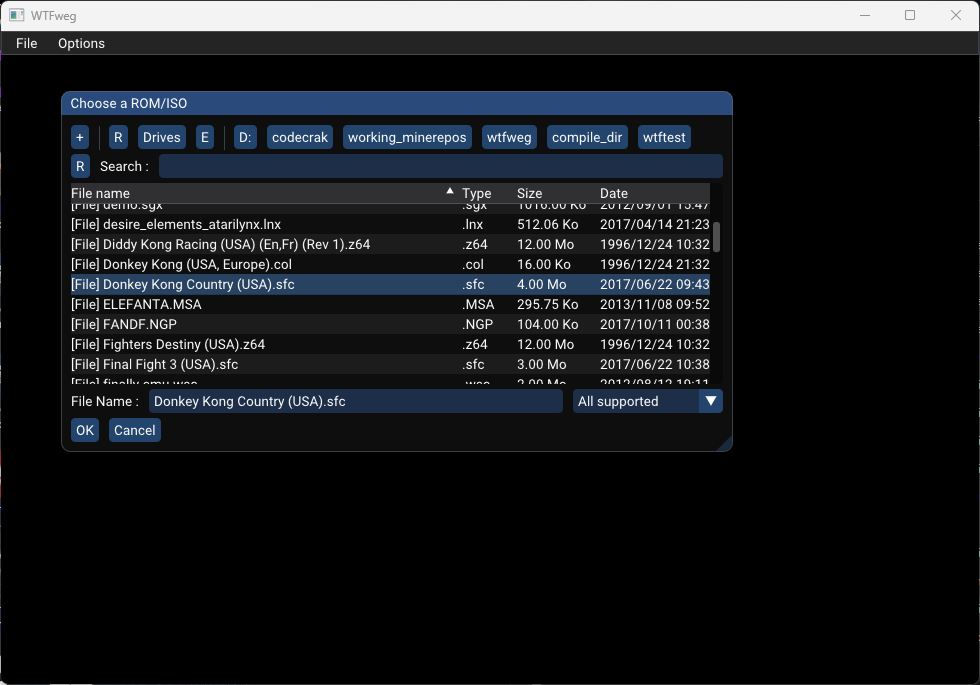 WTFweg
File Options
Choose a ROM/ISO
+ R Drives E D: codecrak working_minerepos wtfweg compile_dir wtftest
R Search :
File name Type Size Date
[File] demo.sgx .sgx 1016.00 Ko 2012/09/01 15:47
[File] desire_elements_atarilynx.lnx .lnx 512.06 Ko 2017/04/14 21:23
[File] Diddy Kong Racing (USA) (En,Fr) (Rev 1).z64 .z64 12.00 Mo 1996/12/24 10:32
[File] Donkey Kong (USA, Europe).col .col 16.00 Ko 1996/12/24 21:32
[File] Donkey Kong Country (USA).sfc .sfc 4.00 Mo 2017/06/22 09:43
[File] ELEFANTA.MSA .MSA 295.75 Ko 2013/11/08 09:52
[File] FANDF.NGP .NGP 104.00 Ko 2017/10/11 00:38
[File] Fighters Destiny (USA).z64 .z64 12.00 Mo 1996/12/24 10:32
[File] Final Fight 3 (USA).sfc .sfc 3.00 Mo 2017/06/22 10:38
[File] finally emu.wsc .wsc 2.00 Mo
File Name : Donkey Kong Country (USA).sfc All supported
OK Cancel